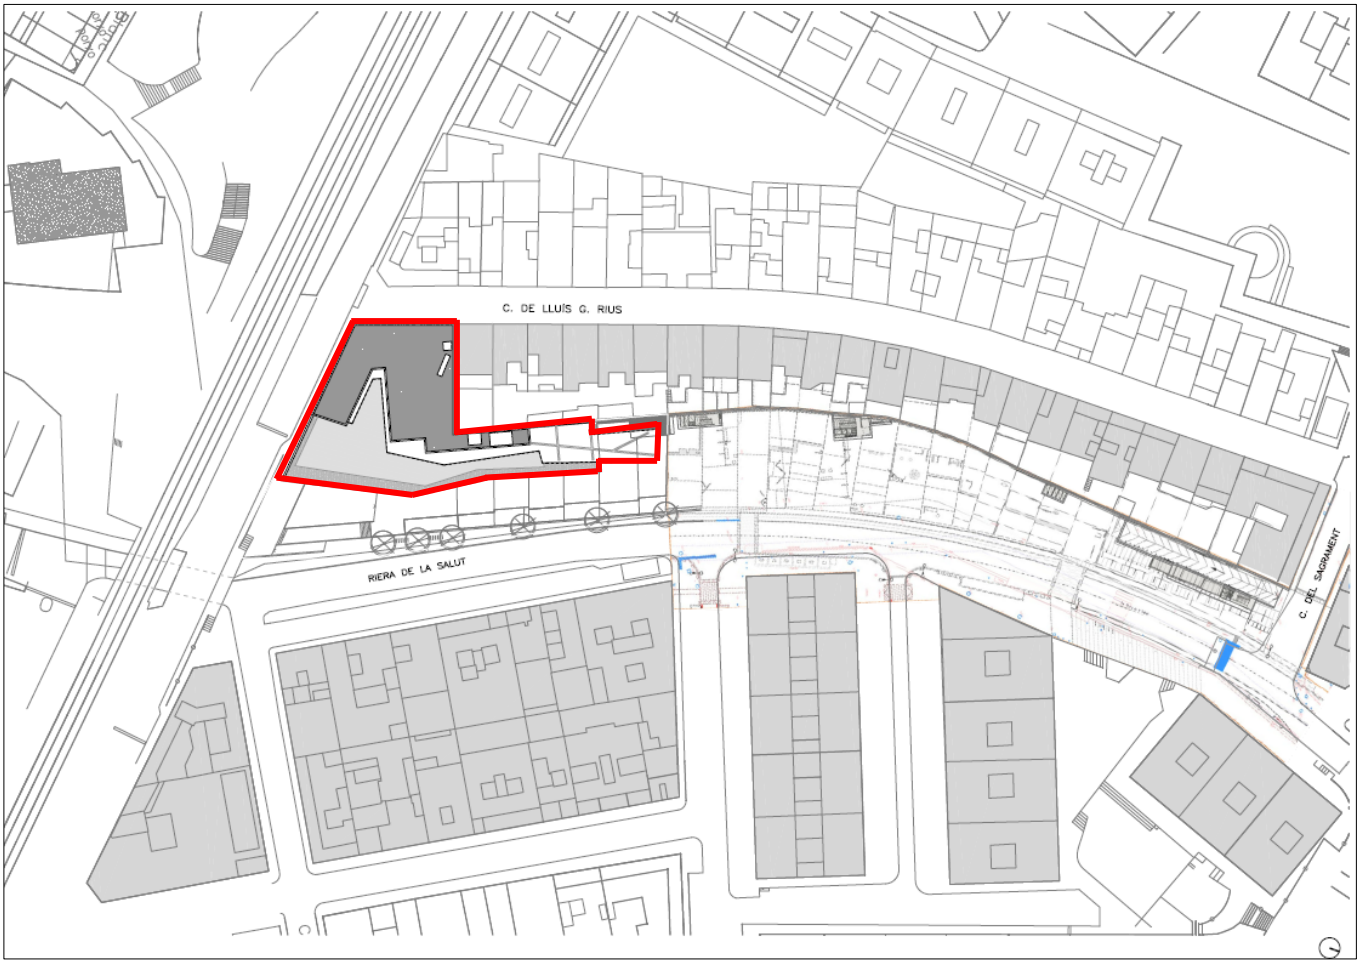 C. DE LLUÍS G. RIUS
RIERA DE LA SALUT
C. DEL SAGRAMENT